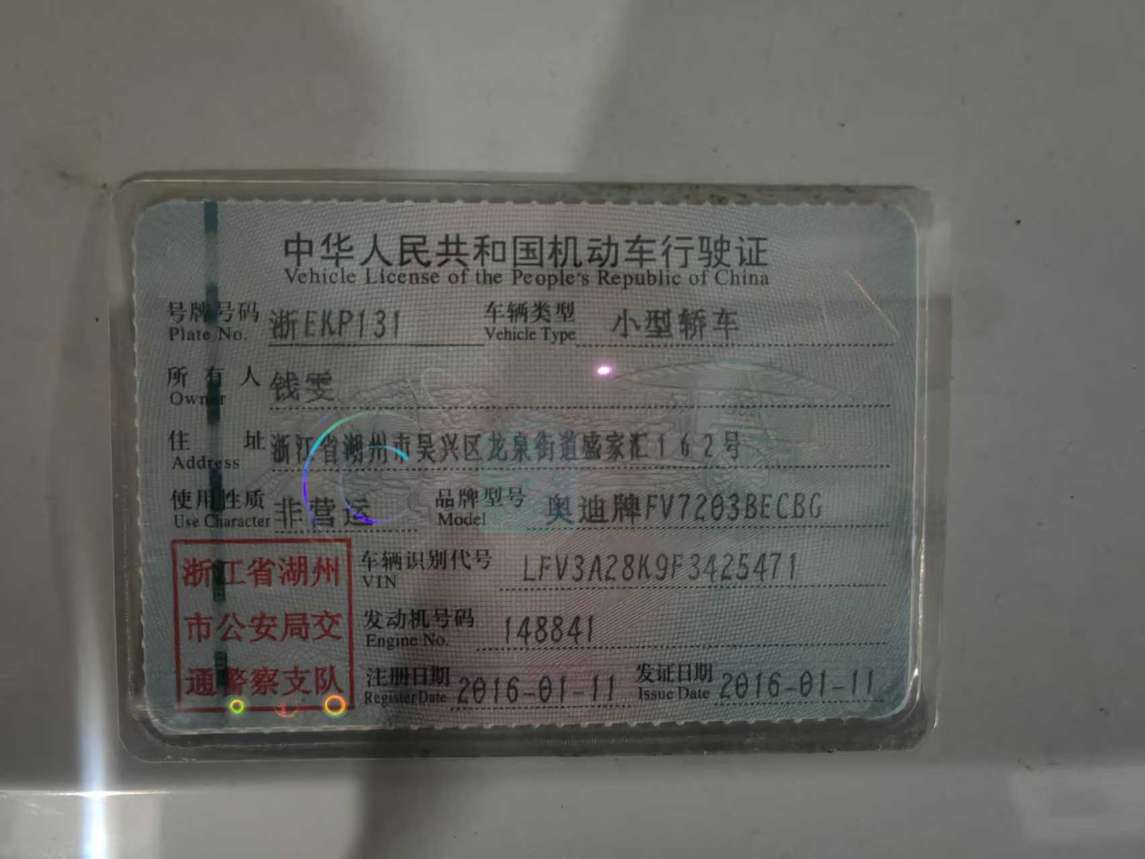 中华人民共和国机动车行驶证
Vehicle License of the People's Republic of China
号牌号码 浙EKP131 车辆类型 小型轿车
Plate No. Vehicle Type
所有人 钱雯
Owner
住址 浙江省湖州市吴兴区龙泉街道盛家汇162号
Address
使用性质 非营运 品牌型号 奥迪牌FV7203BECBG
Use Character Model
浙江省湖州 车辆识别代号 LFV3A28K9F3425471
VIN
市公安局交 发动机号码 148841
Engine No.
通警察支队 注册日期 2016-01-11 发证日期 2016-01-11
Register Date Issue Date